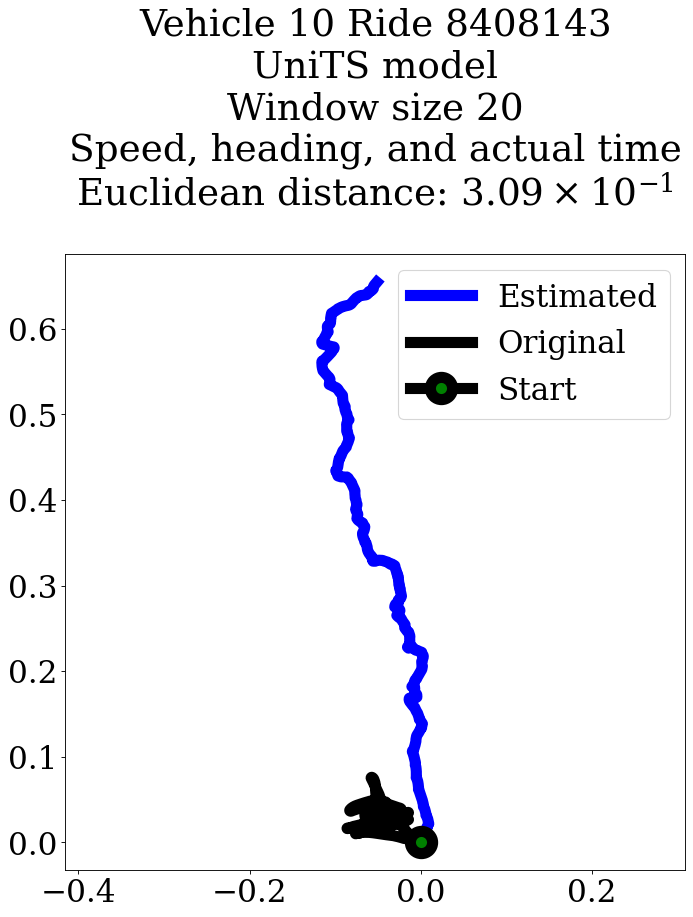 Vehicle 10 Ride 8408143
UniTS model
Window size 20
Speed, heading, and actual time
Euclidean distance: 3.09 × 10⁻¹
Estimated
Original
Start
0.6
0.5
0.4
0.3
0.2
0.1
0.0
−0.4
−0.2
0.0
0.2